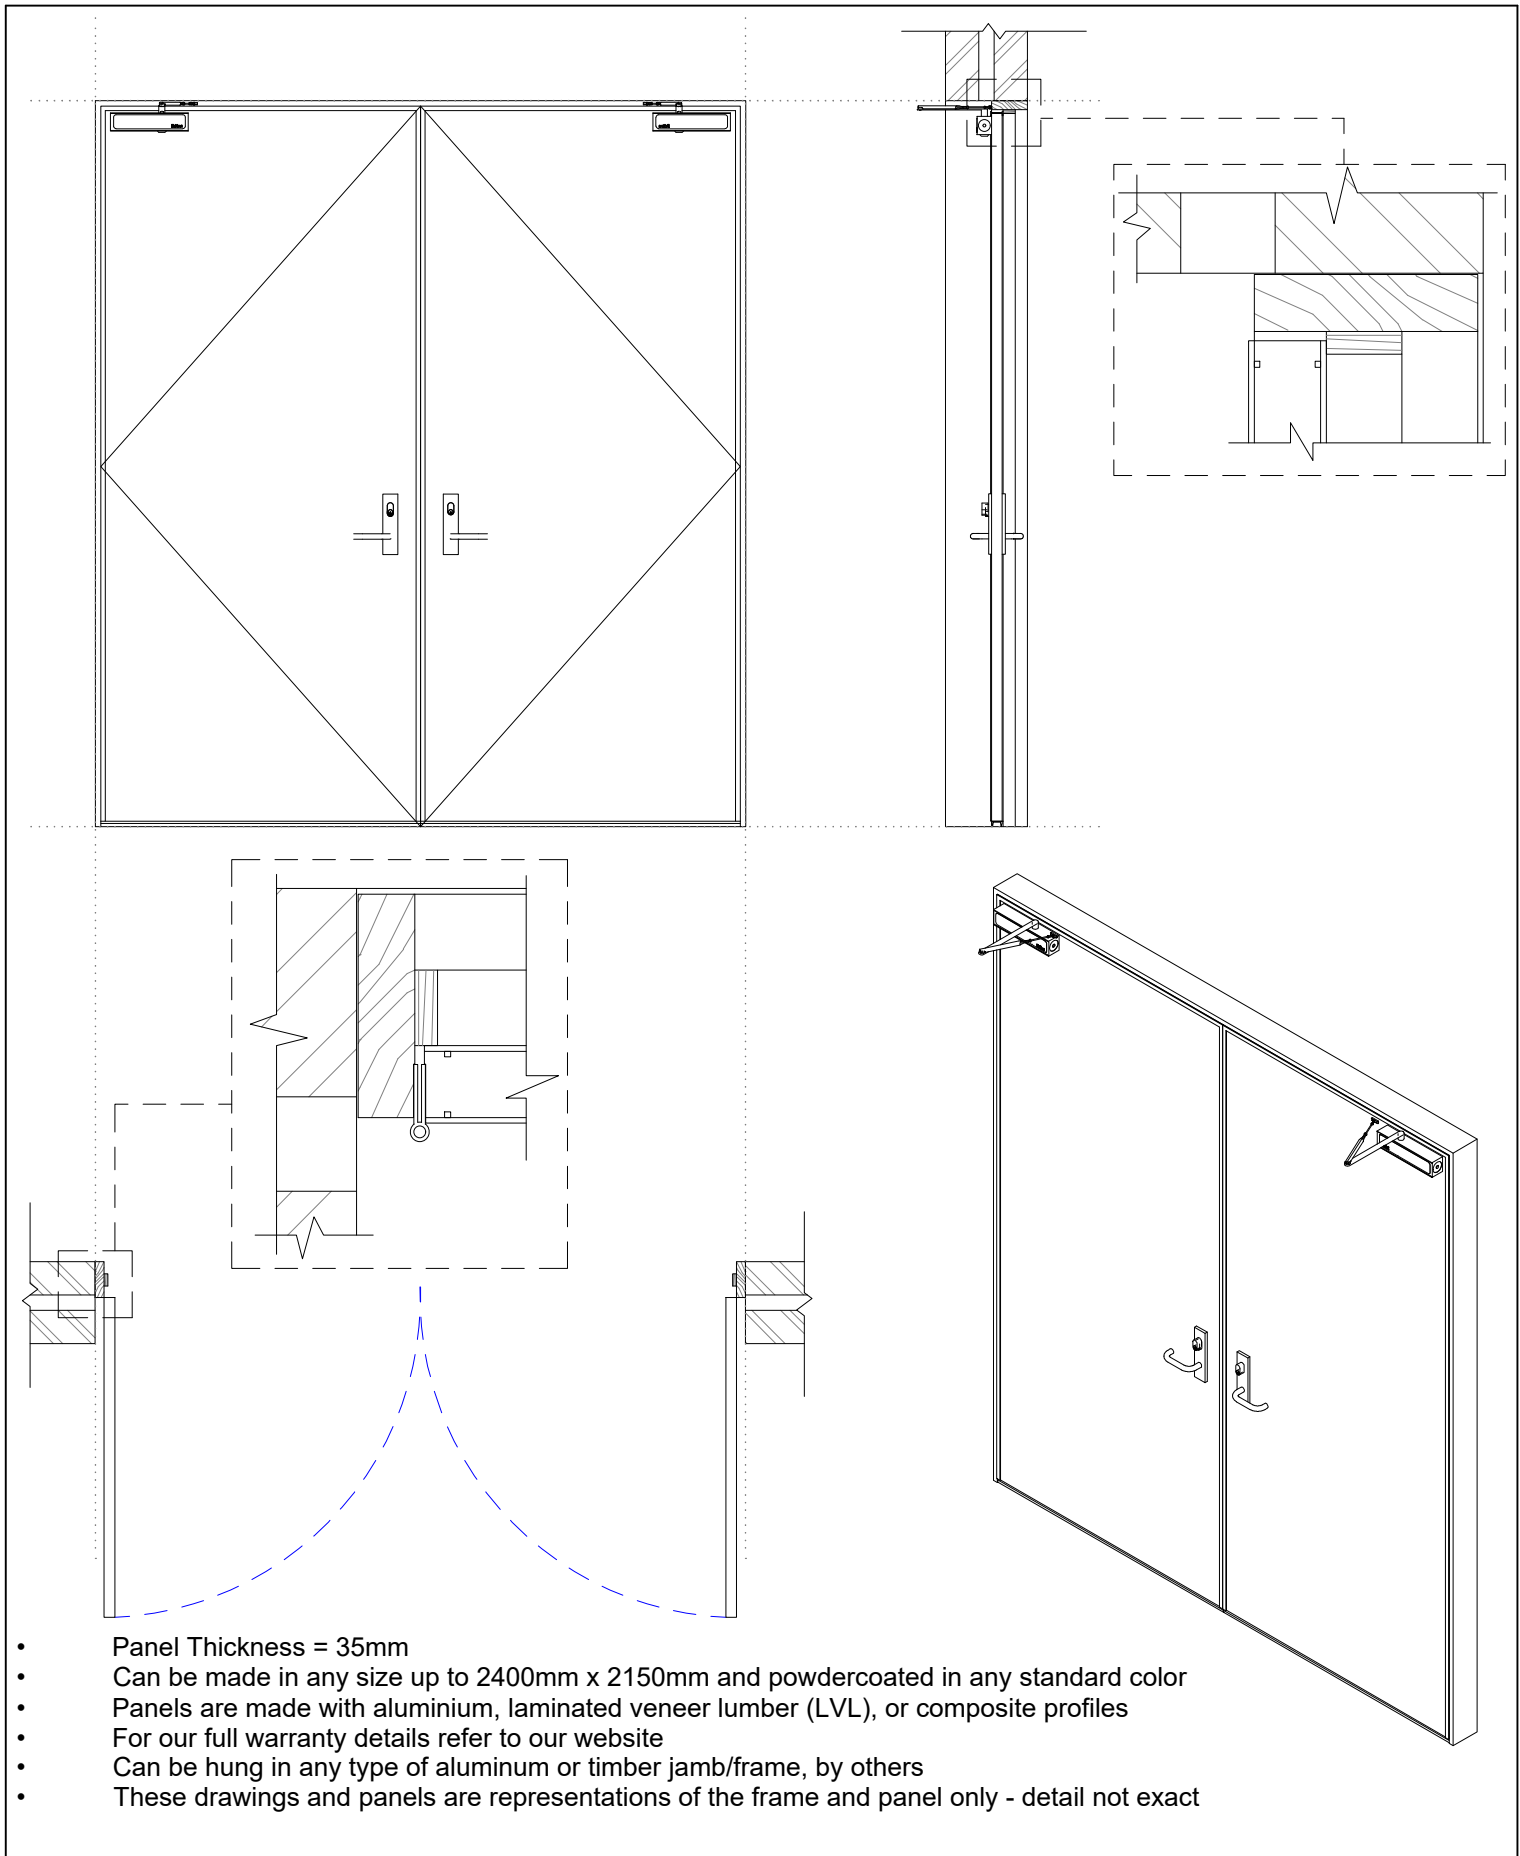 • Panel Thickness = 35mm
• Can be made in any size up to 2400mm x 2150mm and powdercoated in any standard color
• Panels are made with aluminium, laminated veneer lumber (LVL), or composite profiles
• For our full warranty details refer to our website
• Can be hung in any type of aluminum or timber jamb/frame, by others
• These drawings and panels are representations of the frame and panel only - detail not exact